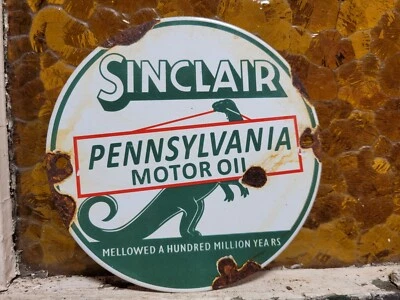 SINCLAIR
PENNSYLVANIA
MOTOR OIL
MELLOWED A HUNDRED MILLION YEARS